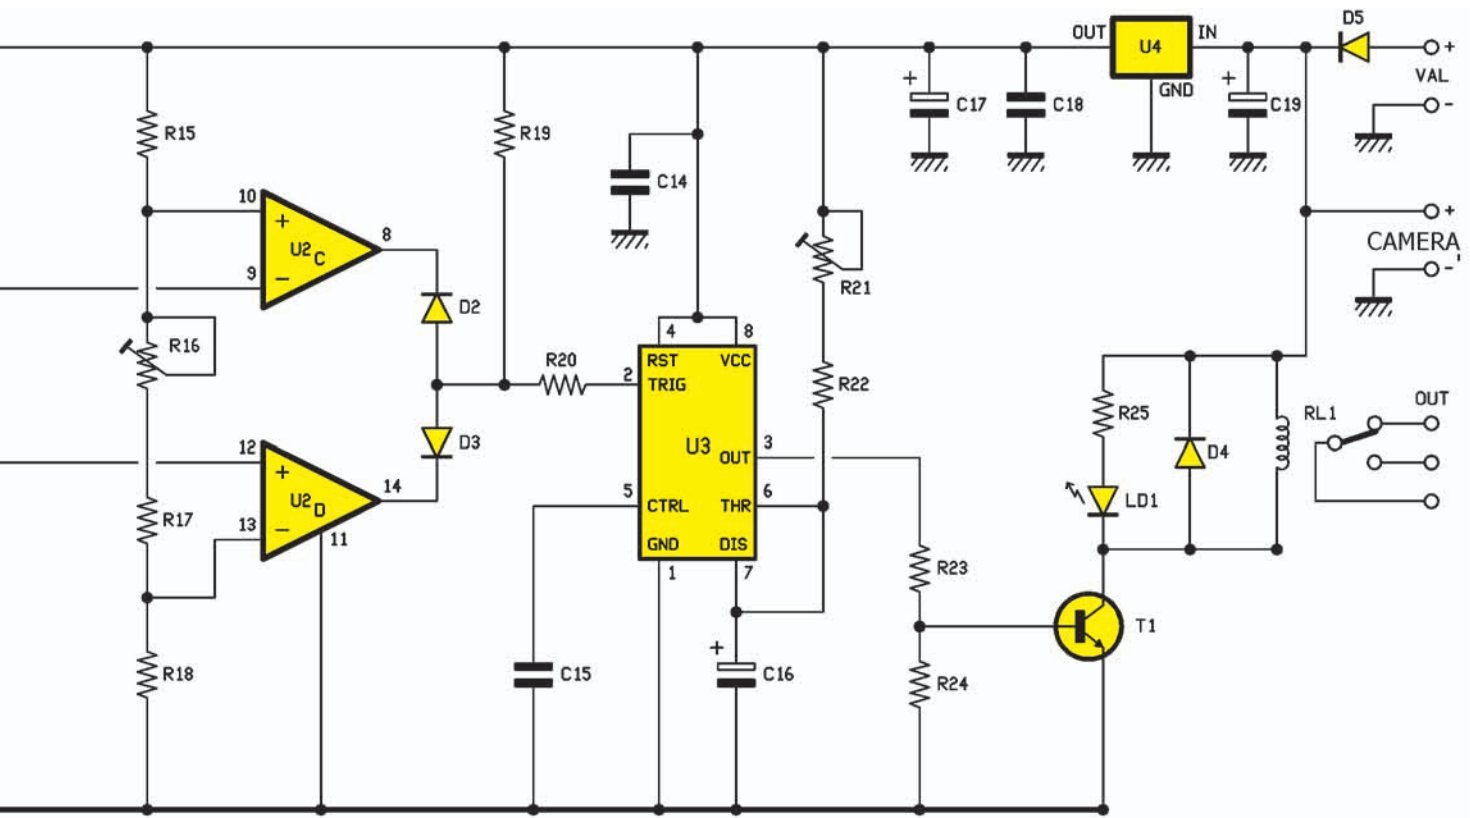 D5
OUT U4 IN
+
VAL
GND
-
+ C17
C18
+ C19
R15
R19
C14
10
+
U2C
8
9
-
+
CAMERA
-'
R21
D2
R16
4 8
RST VCC
R20
2 TRIG
R22
R25
RL1
OUT
D4
12
+
U2D
14
13
-
11
D3
U3
3
OUT
5
CTRL
THR
6
GND DIS
1 7
LD1
R17
R23
T1
R18
C15
+ C16
R24